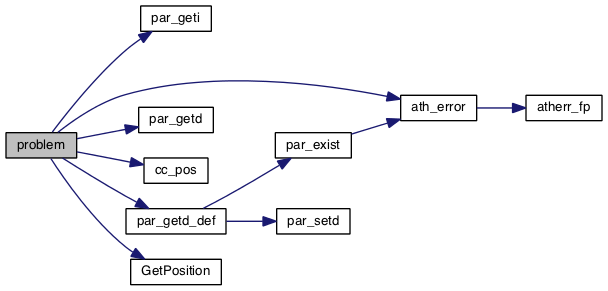 par_geti
ath_error
atherr_fp
par_getd
problem
par_exist
cc_pos
par_getd_def
par_setd
GetPosition